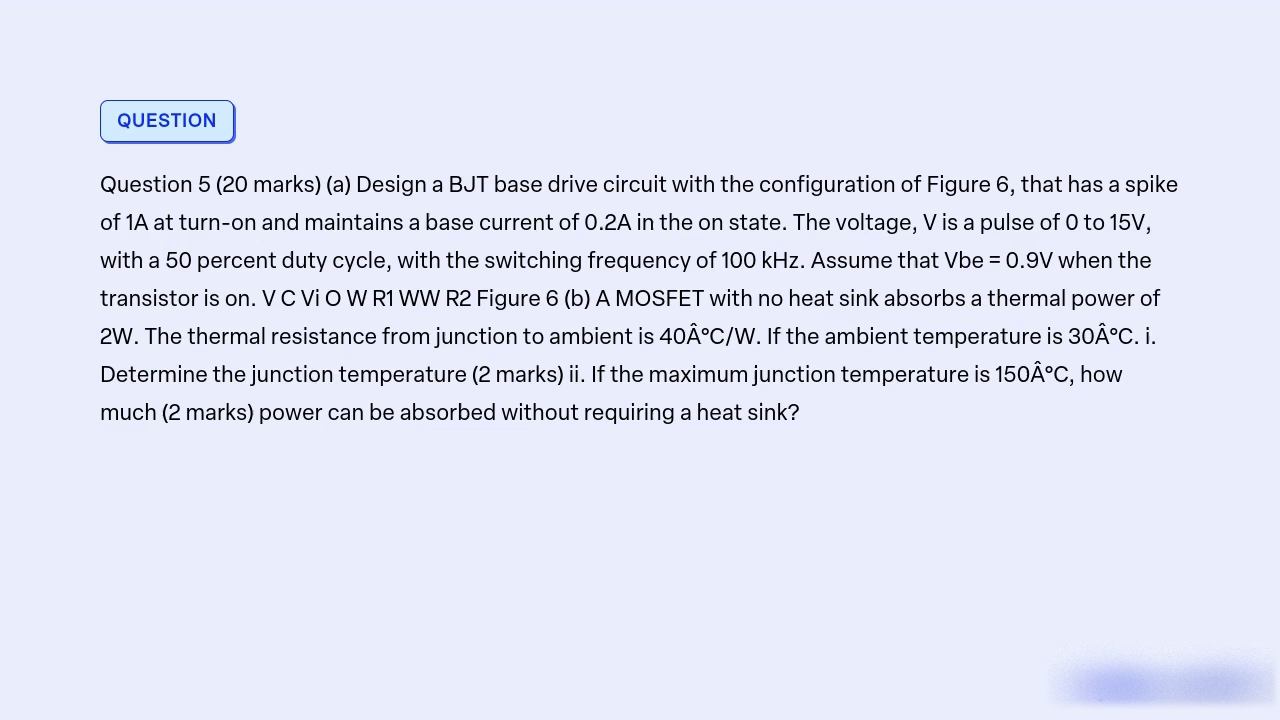 QUESTION
Question 5 (20 marks) (a) Design a BJT base drive circuit with the configuration of Figure 6, that has a spike
of 1A at turn-on and maintains a base current of 0.2A in the on state. The voltage, V is a pulse of 0 to 15V,
with a 50 percent duty cycle, with the switching frequency of 100 kHz. Assume that Vbe = 0.9V when the
transistor is on. V C Vi O W R1 WW R2 Figure 6 (b) A MOSFET with no heat sink absorbs a thermal power of
2W. The thermal resistance from junction to ambient is 40Â°C/W. If the ambient temperature is 30Â°C. i.
Determine the junction temperature (2 marks) ii. If the maximum junction temperature is 150Â°C, how
much (2 marks) power can be absorbed without requiring a heat sink?